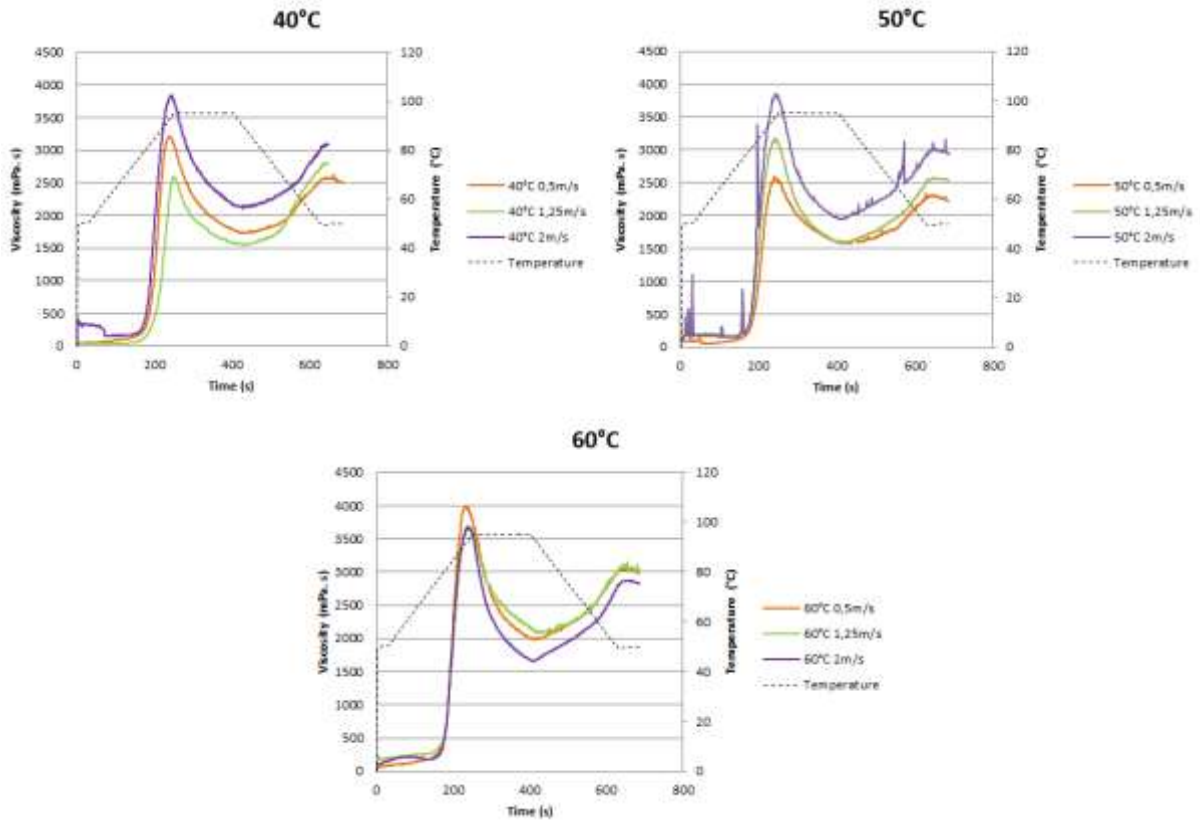 40°C
4500
4000
3500
3000
2500
2000
1500
1000
500
0
Viscosity (mPa. s)
120
100
80
60
40
20
0
Temperature (°C)
0 200 400 600 800
Time (s)
40°C 0,5m/s
40°C 1,25m/s
40°C 2m/s
Temperature
50°C
4500
4000
3500
3000
2500
2000
1500
1000
500
0
Viscosity (mPa. s)
120
100
80
60
40
20
0
Temperature (°C)
0 200 400 600 800
Time (s)
50°C 0,5m/s
50°C 1,25m/s
50°C 2m/s
Temperature
60°C
4500
4000
3500
3000
2500
2000
1500
1000
500
0
Viscosity (mPa. s)
120
100
80
60
40
20
0
Temperature (°C)
0 200 400 600 800
Time (s)
60°C 0,5m/s
60°C 1,25m/s
60°C 2m/s
Temperature